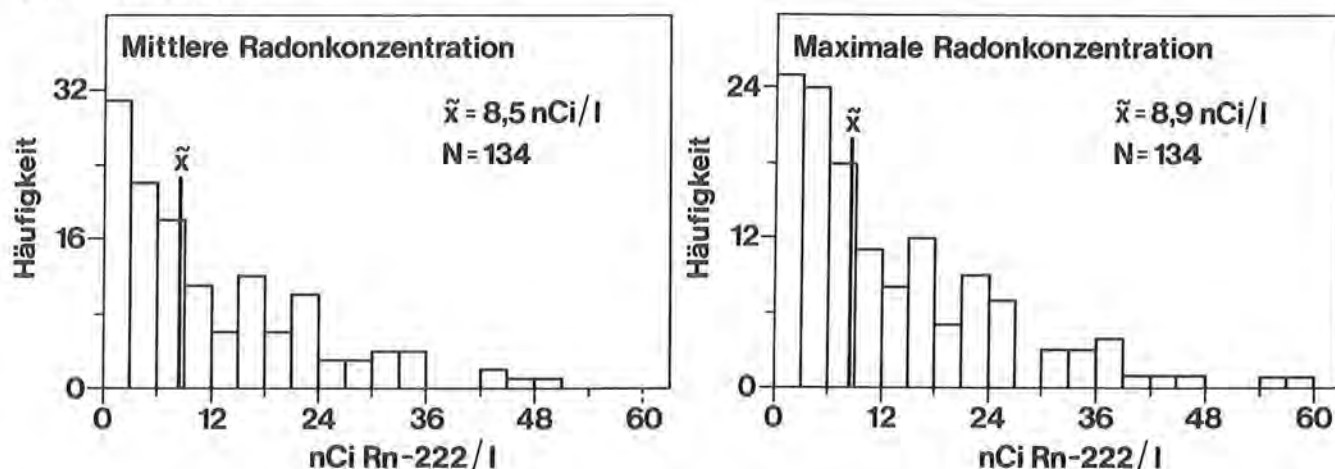 Mittlere Radonkonzentration
32
16
0
Häufigkeit
x̃ = 8,5 nCi/l
N = 134
x̃
0 12 24 36 48 60
nCi Rn-222/l
Maximale Radonkonzentration
24
12
0
Häufigkeit
x̃ = 8,9 nCi/l
N = 134
x̃
0 12 24 36 48 60
nCi Rn-222/l